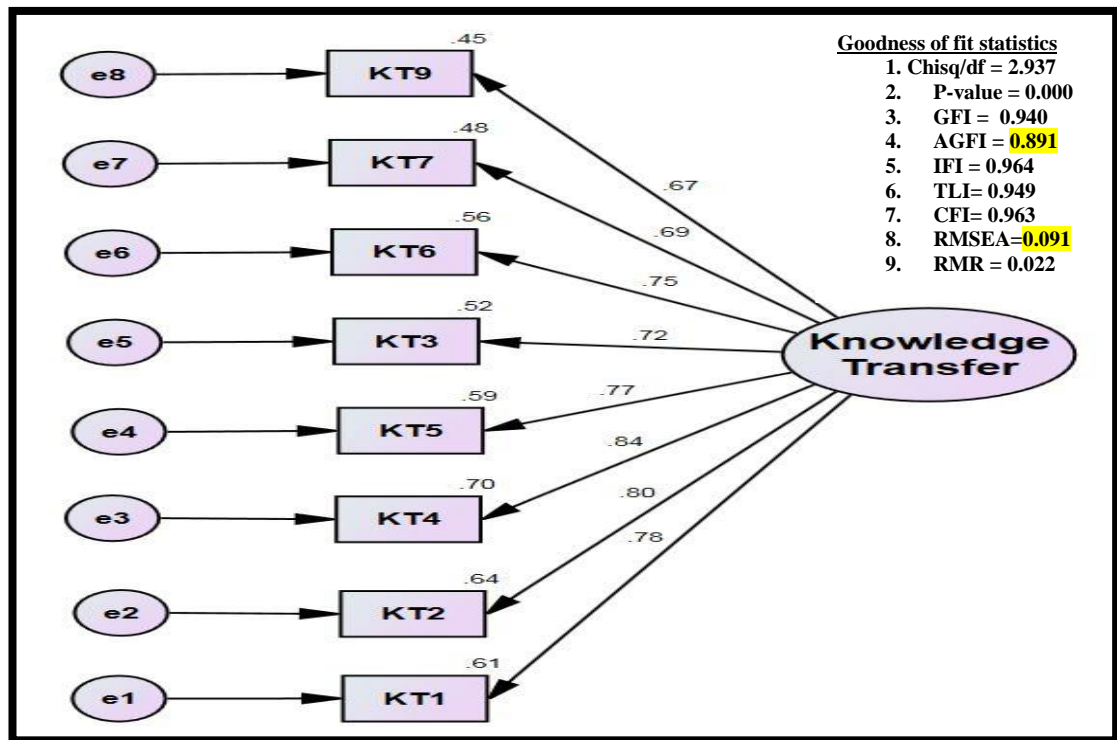 Goodness of fit statistics
1. Chisq/df = 2.937
2. P-value = 0.000
3. GFI = 0.940
4. AGFI = 0.891
5. IFI = 0.964
6. TLI= 0.949
7. CFI= 0.963
8. RMSEA=0.091
9. RMR = 0.022
.45
e8 KT9
.67
.48
e7 KT7
.69
.56
e6 KT6
.75
.52
e5 KT3
.72
Knowledge
Transfer
.59
e4 KT5
.77
.70
e3 KT4
.84
.64
e2 KT2
.80
.61
e1 KT1
.78